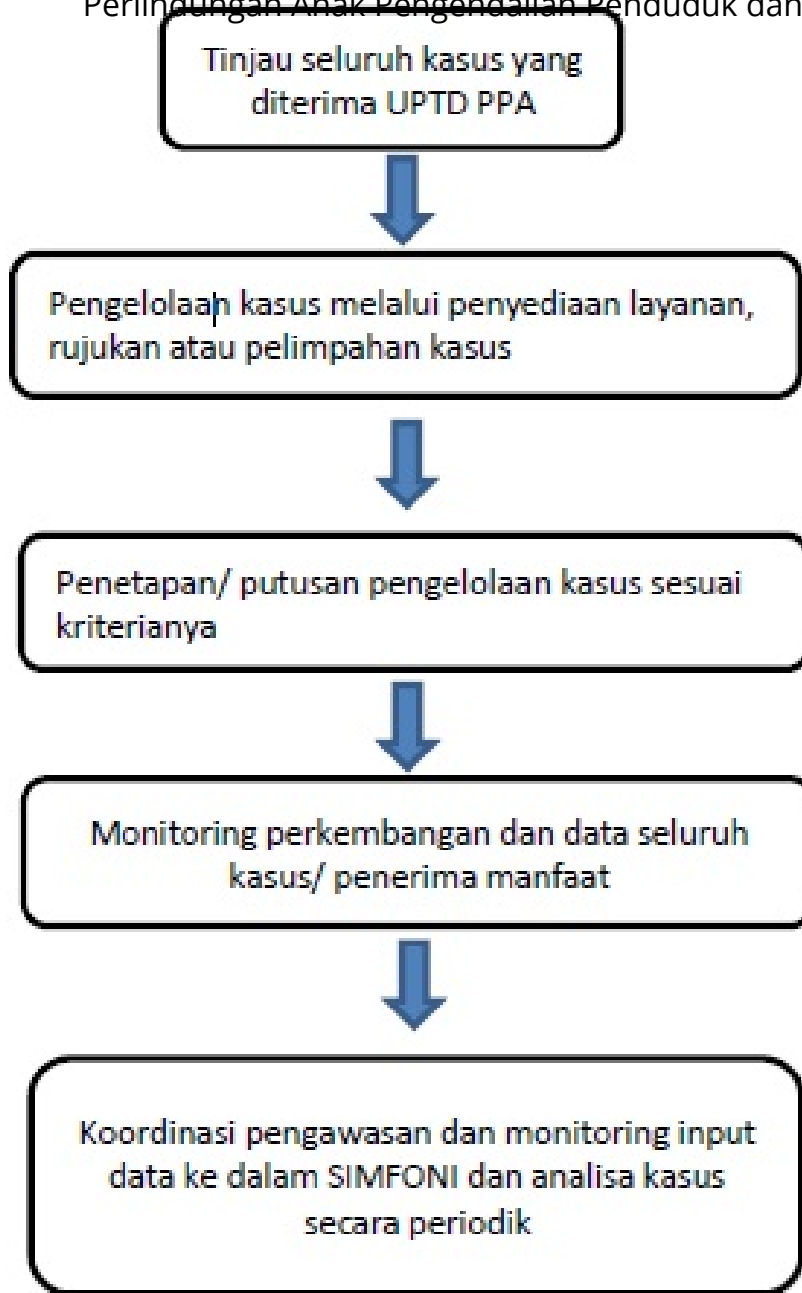 Perlindungan Anak Pengendalian Penduduk dan
Tinjau seluruh kasus yang
diterima UPTD PPA
Pengelolaan kasus melalui penyediaan layanan,
rujukan atau pelimpahan kasus
Penetapan/ putusan pengelolaan kasus sesuai
kriterianya
Monitoring perkembangan dan data seluruh
kasus/ penerima manfaat
Koordinasi pengawasan dan monitoring input
data ke dalam SIMFONI dan analisa kasus
secara periodik